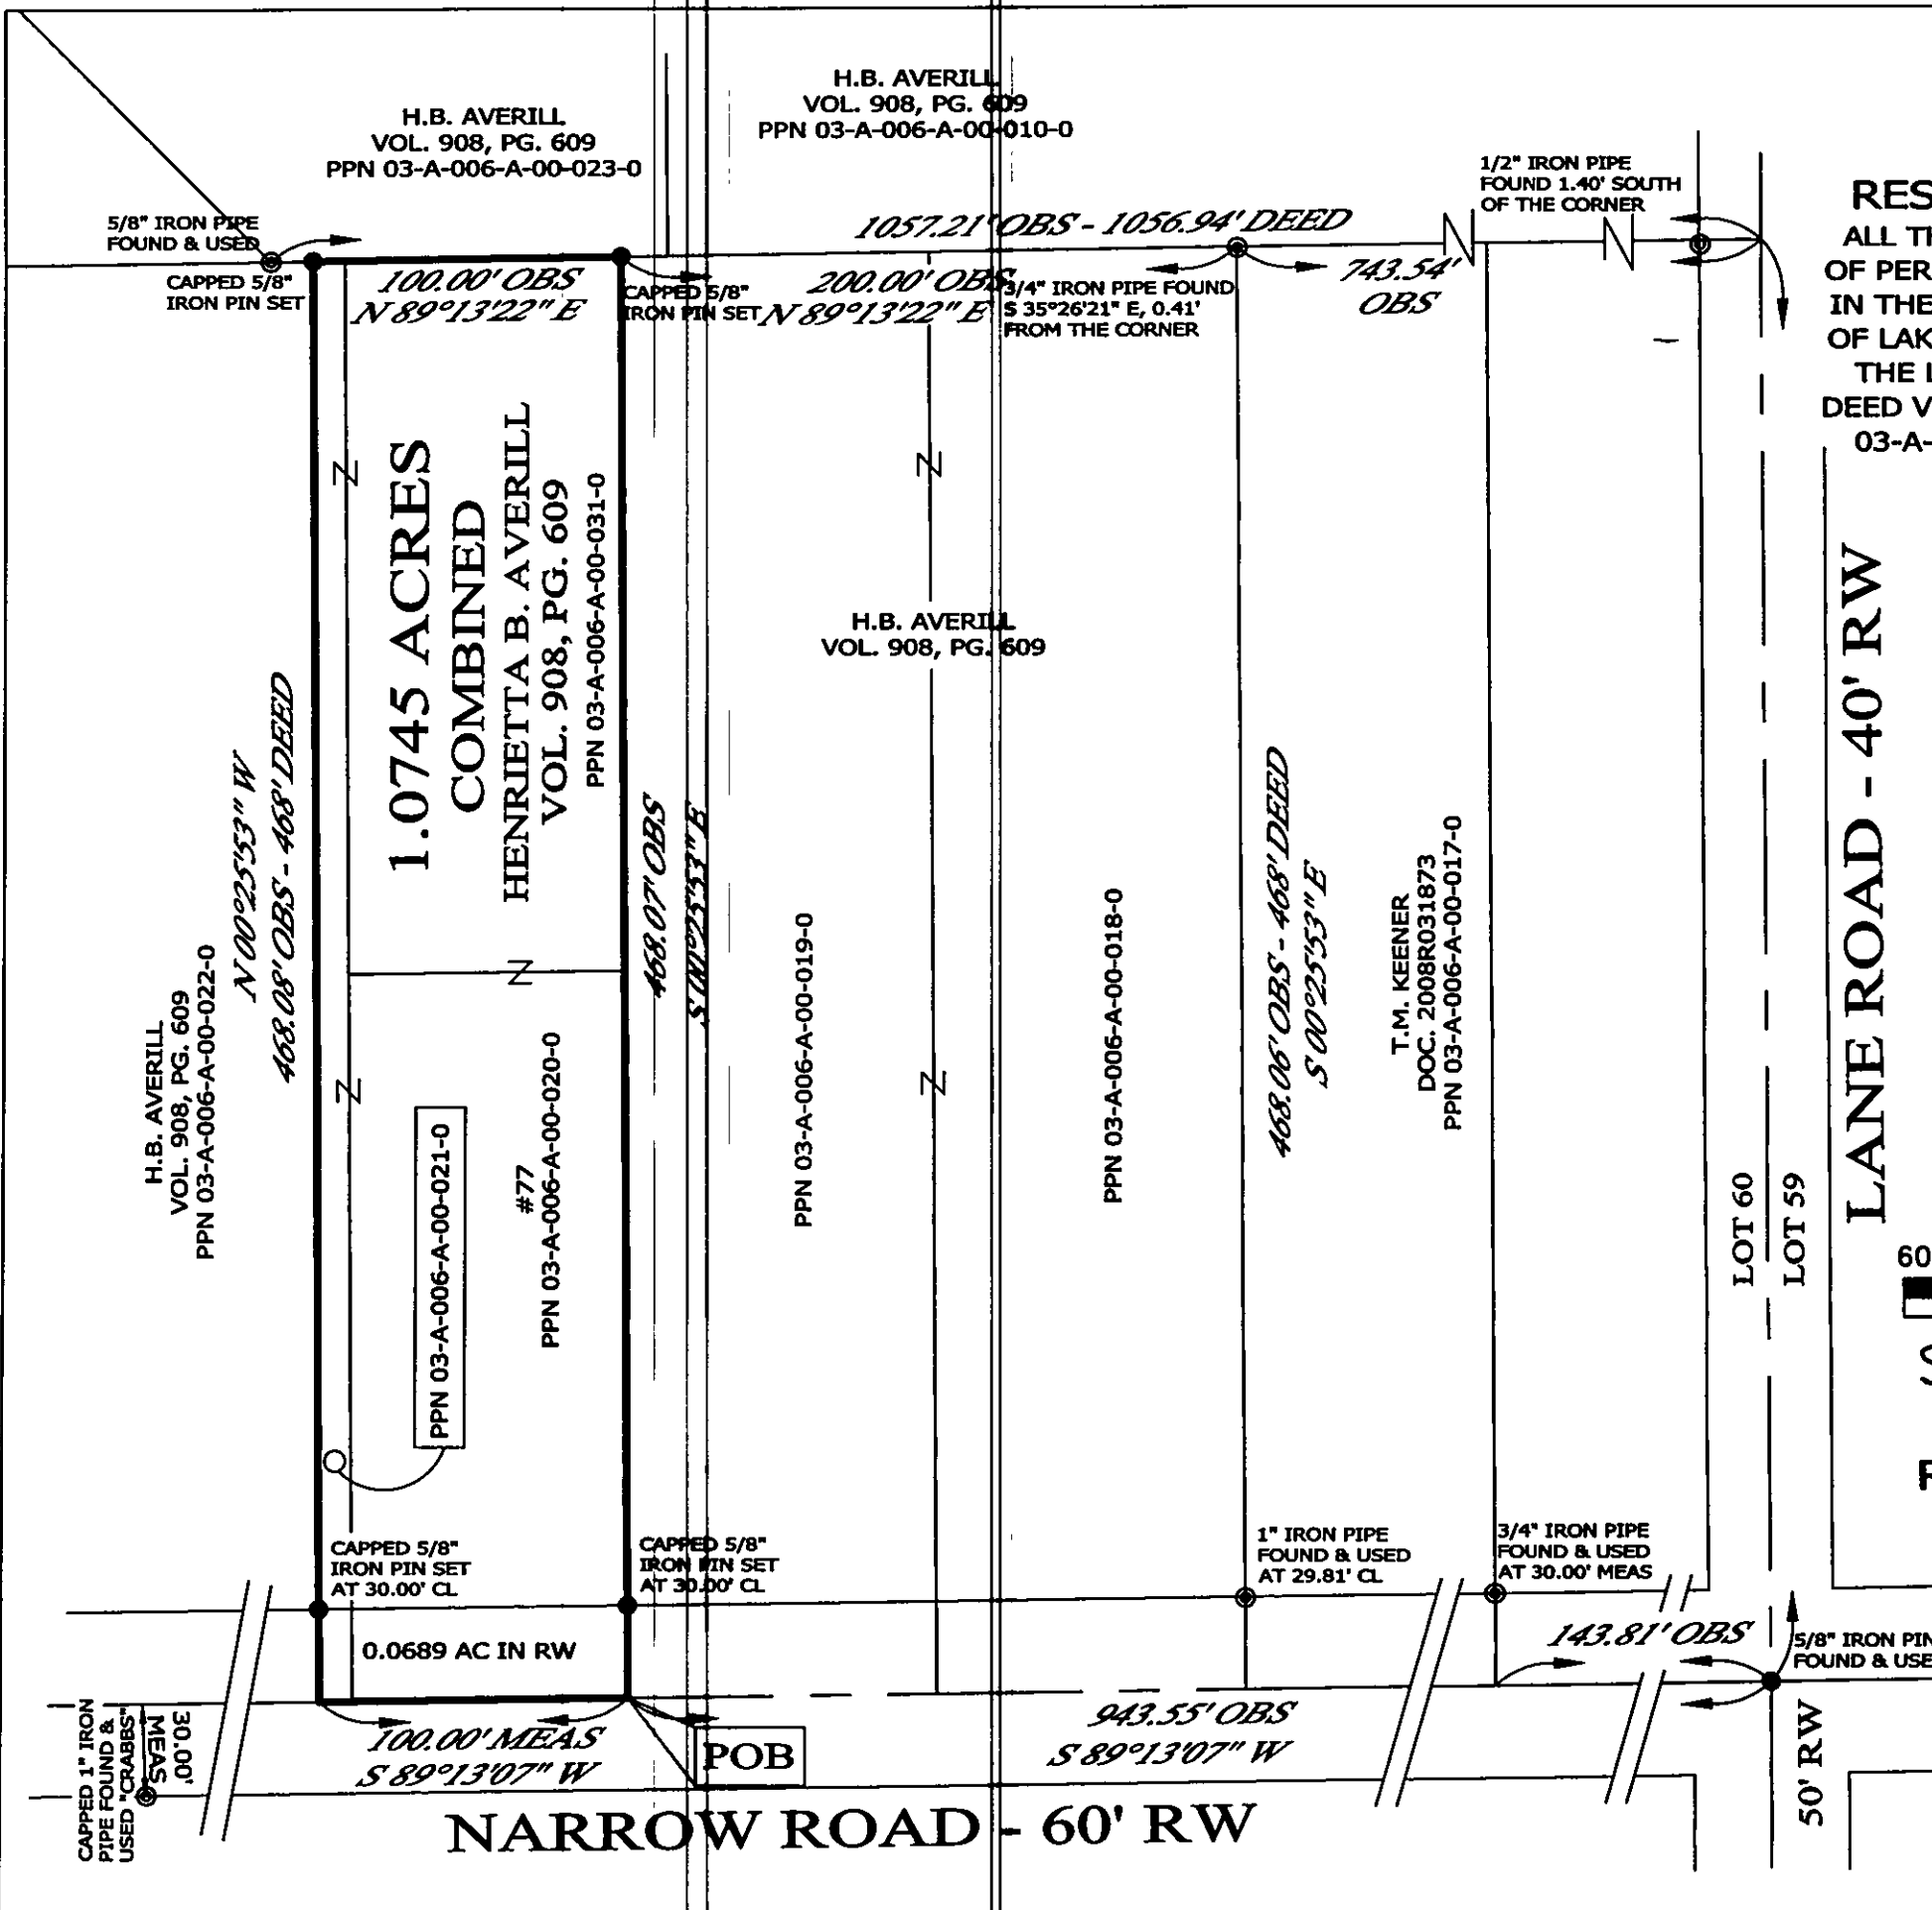 H.B. AVERILL
VOL. 908, PG. 609
PPN 03-A-006-A-00-023-0
H.B. AVERILL
VOL. 908, PG. 609
PPN 03-A-006-A-00-010-0
1/2" IRON PIPE
FOUND 1.40' SOUTH
OF THE CORNER
5/8" IRON PIPE
FOUND & USED
CAPPED 5/8"
IRON PIN SET
100.00' OBS
N 89°13'22" E
CAPPED 5/8"
IRON PIN SET
1057.21' OBS - 1056.94' DEED
200.00' OBS
N 89°13'22" E
3/4" IRON PIPE FOUND
S 35°26'21" E, 0.41'
FROM THE CORNER
743.54'
OBS
OF PER
IN THE
OF LAK
DEED V
03-A-
1.0745 ACRES
COMBINED
HENRIETTA B. AVERILL
VOL. 908, PG. 609
PPN 03-A-006-A-00-031-0
H.B. AVERILL
VOL. 908, PG. 609
N 00°25'53" W
468.08' OBS - 468' DEED
H.B. AVERILL
VOL. 908, PG. 609
PPN 03-A-006-A-00-022-0
468.07' OBS
S 00°25'53" E
PPN 03-A-006-A-00-021-0
#77
PPN 03-A-006-A-00-020-0
PPN 03-A-006-A-00-019-0
PPN 03-A-006-A-00-018-0
468.06' OBS - 468' DEED
S 00°25'53" E
T.M. KEENER
DOC. 2008R031873
PPN 03-A-006-A-00-017-0
LOT 60
LOT 59
LANE ROAD - 40' RW
60
CAPPED 5/8"
IRON PIN SET
AT 30.00' CL
CAPPED 5/8"
IRON PIN SET
AT 30.00' CL
1" IRON PIPE
FOUND & USED
AT 29.81' CL
3/4" IRON PIPE
FOUND & USED
AT 30.00' MEAS
0.0689 AC IN RW
143.81' OBS
5/8" IRON PIN
FOUND & USE
CAPPED 1" IRON
PIPE FOUND &
USED "CRABBS"
30.00'
MEAS
100.00' MEAS
S 89°13'07" W
POB
943.55' OBS
S 89°13'07" W
50' RW
NARROW ROAD - 60' RW